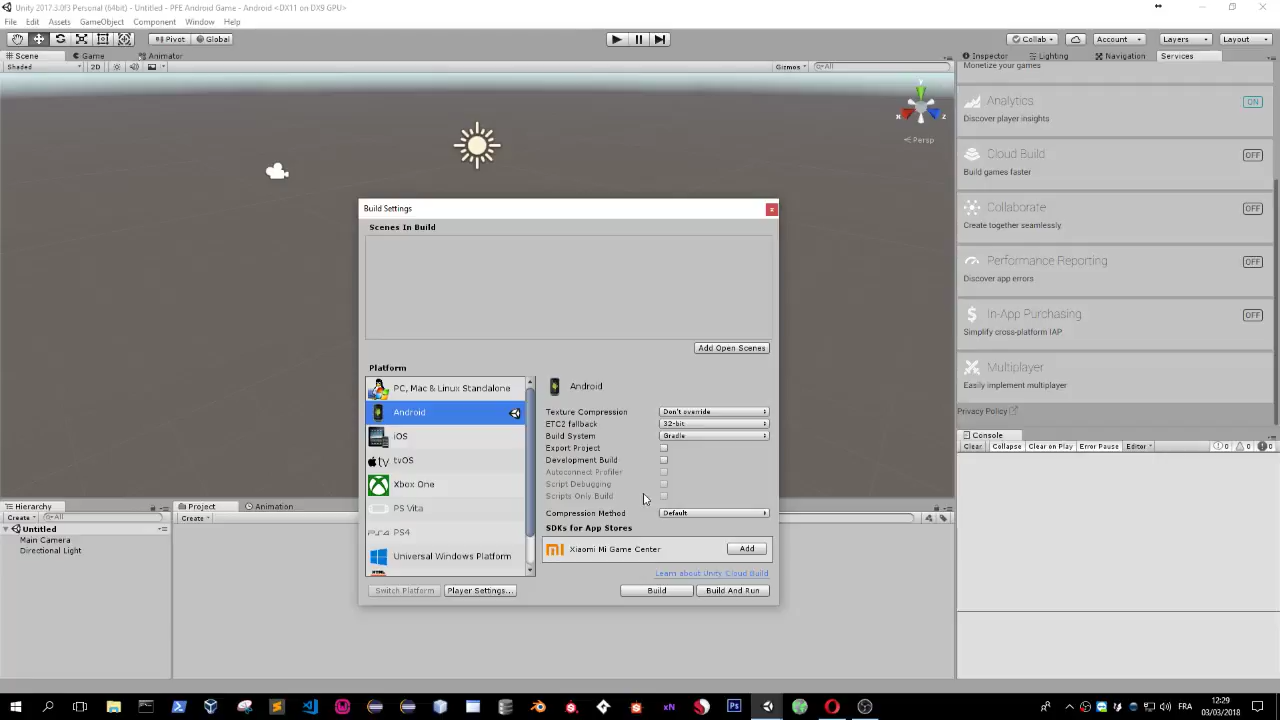 Unity 2017.3.0f3 Personal (64bit) - Untitled - PFE Android Game - Android <DX11 on DX9 GPU>
File Edit Assets GameObject Component Window Help
Pivot Global Collab Account Layers Layout
Scene Game Animator
Shaded 2D Gizmos All
Inspector Lighting Navigation Services
x z
Persp
Monetize your games
Analytics ON
Discover player insights
Cloud Build OFF
Build games faster
Collaborate OFF
Create together seamlessly
Performance Reporting OFF
Discover app errors
In-App Purchasing OFF
Simplify cross-platform IAP
Multiplayer
Easily implement multiplayer
Privacy Policy
Console
Clear Collapse Clear on Play Error Pause Editor 0 0 0
Build Settings
Scenes In Build
Add Open Scenes
Platform
PC, Mac & Linux Standalone
Android
iOS
tv tvOS
Xbox One
PS Vita
PS4
Universal Windows Platform
Switch Platform Player Settings...
Android
Texture Compression Don't override
ETC2 fallback 32-bit
Build System Gradle
Export Project
Development Build
Autoconnect Profiler
Script Debugging
Scripts Only Build
Compression Method Default
SDKs for App Stores
Xiaomi Mi Game Center Add
Learn about Unity Cloud Build
Build Build And Run
Hierarchy
Create All
Untitled
Main Camera
Directional Light
Project Animation
Create
Ps xN FRA
12:29
03/03/2018